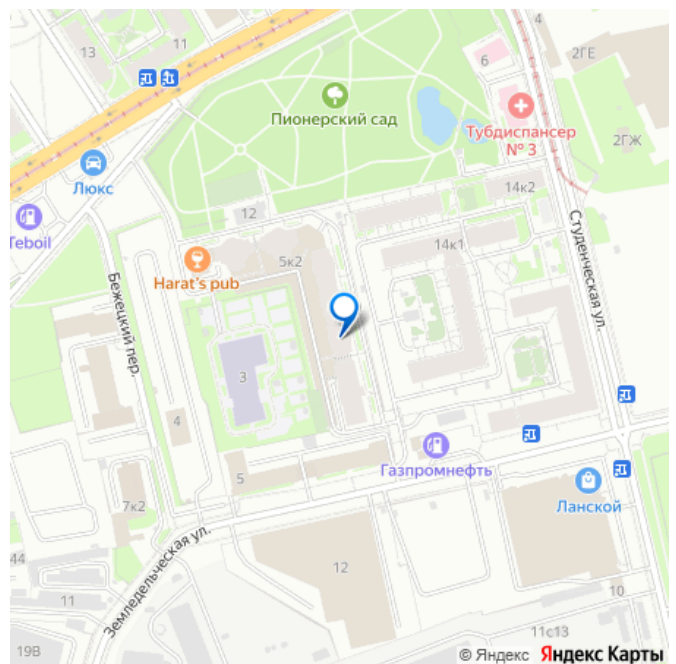 4
11
13
2ГЕ
6
Пионерский сад
Тубдиспансер
№ 3
2ГЖ
Люкс
14к2
12
Teboil
Студенческая ул.
14к1
5к2
Harat's pub
Бежецкий пер.
3
4
Газпромнефть
5
Ланской
7к2
Земледельческая ул.
44
12
11
10
11с13
19В
© Яндекс Яндекс Карты